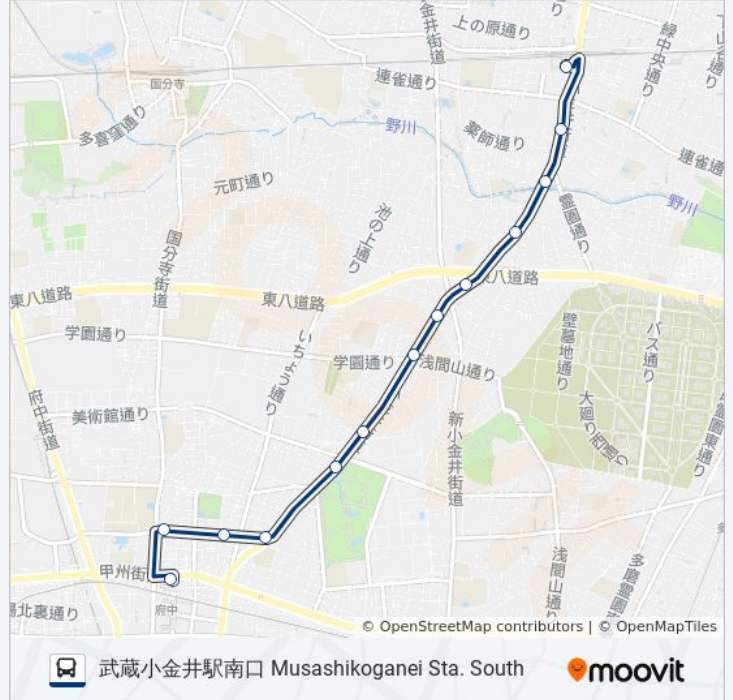 上の原通り
金井街道
緑中央通り
連雀通り
国分寺
多喜窪通り
野川
薬師通り
連雀通
元町通り
野川
霊園通り
池の上通り
国分寺街道
東八道路
東八道路
八道路
学園通り
いちょう通り
学園通り
浅間山通り
壁墓地通り
バス通り
府中街道
美術館通り
大廻り西通り
新小金井街道
霊園東通り
甲州街
浅間山通り
多磨霊園
府中
北裏通り
© OpenStreetMap contributors | © OpenMapTiles
武蔵小金井駅南口 Musashikoganei Sta. South
moovit